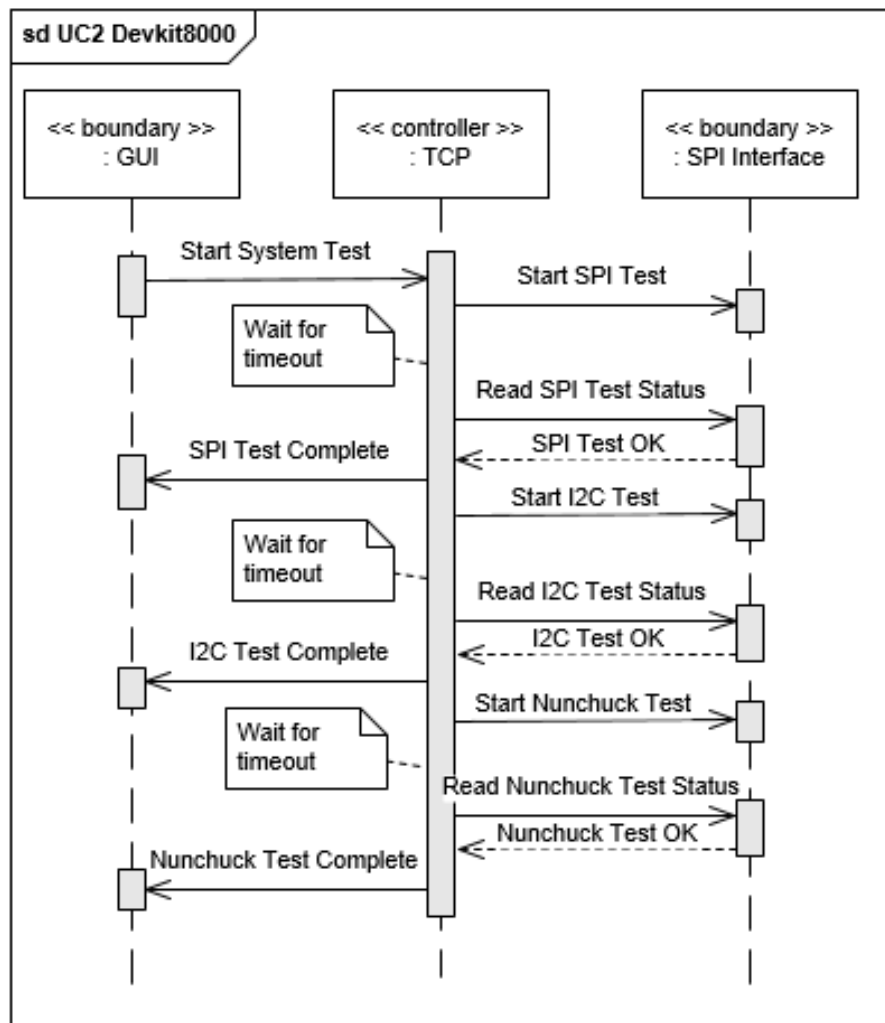 sd UC2 Devkit8000
<< boundary >>
: GUI
<< controller >>
: TCP
<< boundary >>
: SPI Interface
Start System Test
Start SPI Test
Wait for
timeout
Read SPI Test Status
SPI Test OK
SPI Test Complete
Start I2C Test
Wait for
timeout
Read I2C Test Status
I2C Test OK
I2C Test Complete
Start Nunchuck Test
Wait for
timeout
Read Nunchuck Test Status
Nunchuck Test OK
Nunchuck Test Complete